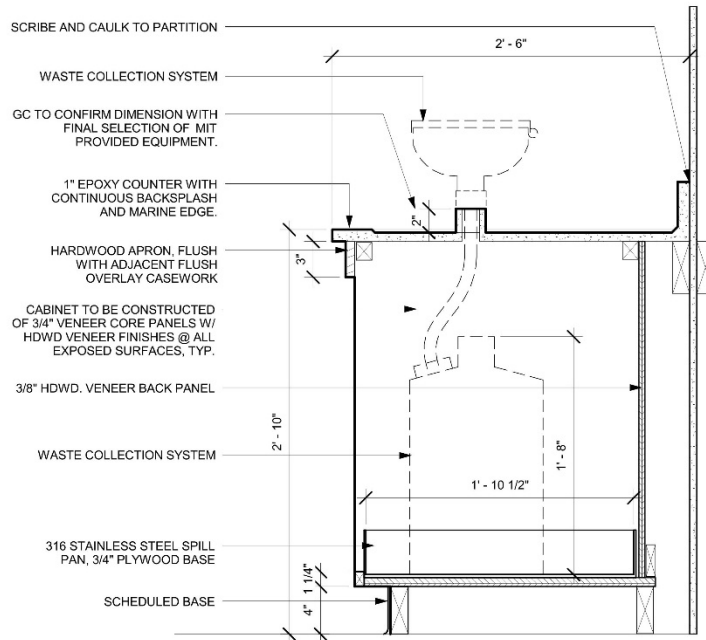 SCRIBE AND CAULK TO PARTITION
2' - 6"
WASTE COLLECTION SYSTEM
GC TO CONFIRM DIMENSION WITH
FINAL SELECTION OF MIT
PROVIDED EQUIPMENT.
1" EPOXY COUNTER WITH
CONTINUOUS BACKSPLASH
AND MARINE EDGE.
2"
HARDWOOD APRON, FLUSH
WITH ADJACENT FLUSH
OVERLAY CASEWORK
3"
CABINET TO BE CONSTRUCTED
OF 3/4" VENEER CORE PANELS W/
HDWD VENEER FINISHES @ ALL
EXPOSED SURFACES, TYP.
3/8" HDWD. VENEER BACK PANEL
2' - 10"
WASTE COLLECTION SYSTEM
1' - 8"
1' - 10 1/2"
316 STAINLESS STEEL SPILL
PAN, 3/4" PLYWOOD BASE
1 1/4"
SCHEDULED BASE
4"